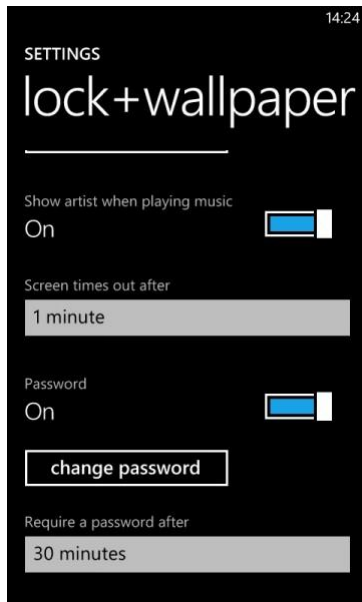 14:24
SETTINGS
lock+wallpaper
Show artist when playing music
On
Screen times out after
1 minute
Password
On
change password
Require a password after
30 minutes